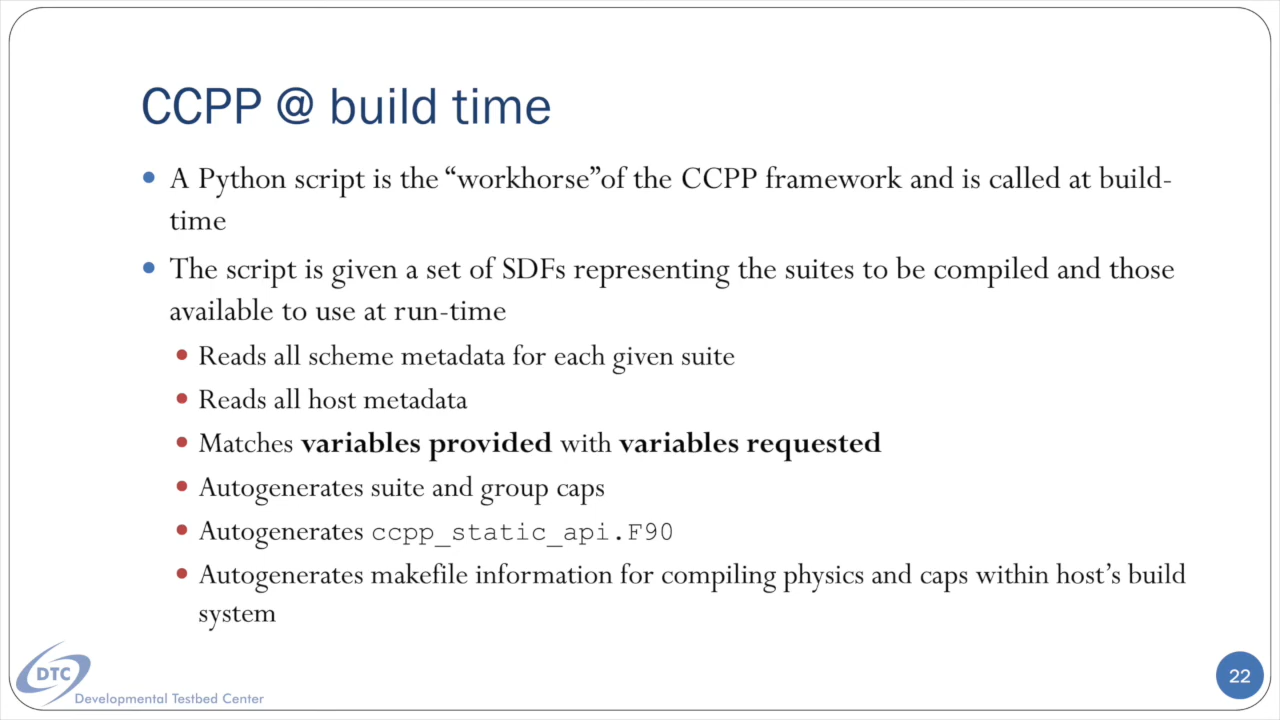 CCPP @ build time
A Python script is the “workhorse”of the CCPP framework and is called at build-
time
The script is given a set of SDFs representing the suites to be compiled and those
available to use at run-time
Reads all scheme metadata for each given suite
Reads all host metadata
Matches variables provided with variables requested
Autogenerates suite and group caps
Autogenerates ccpp_static_api.F90
Autogenerates makefile information for compiling physics and caps within host’s build
system
DTC
Developmental Testbed Center
22